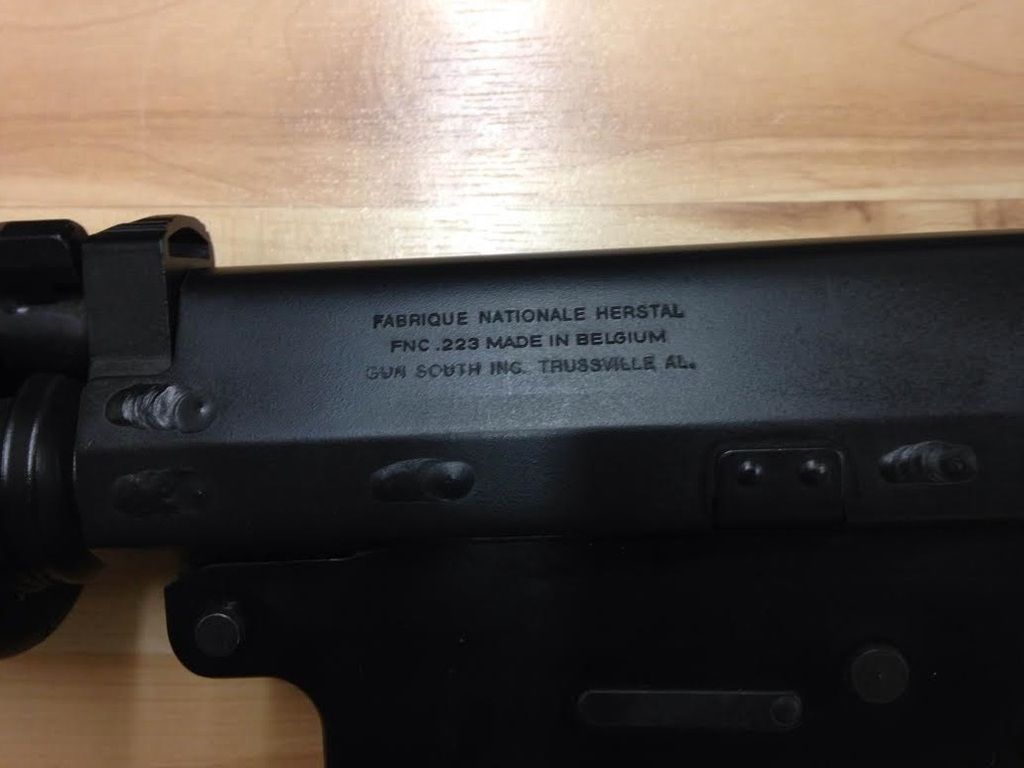 FABRIQUE NATIONALE HERSTAL
FNC .223 MADE IN BELGIUM
GUN SOUTH INC. TRUSSVILLE AL.